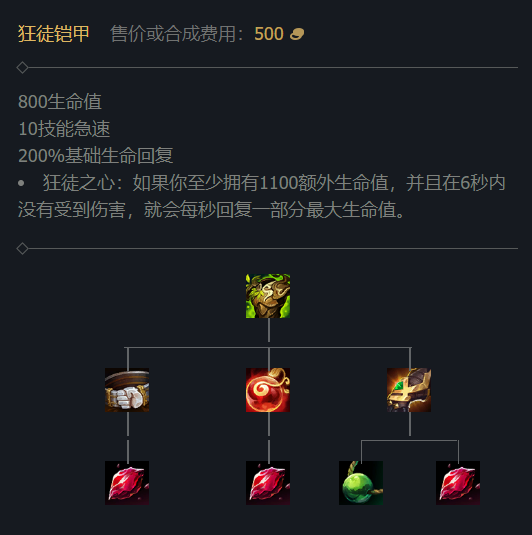 狂徒铠甲 售价或合成费用：500
800生命值
10技能急速
200%基础生命回复
• 狂徒之心：如果你至少拥有1100额外生命值，并且在6秒内
没有受到伤害，就会每秒回复一部分最大生命值。